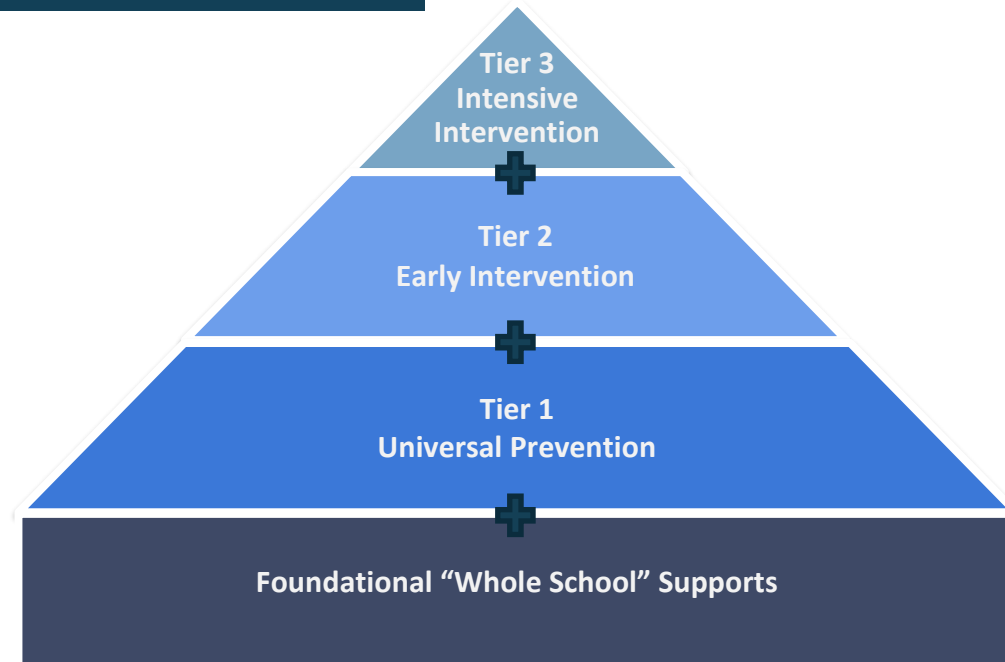 Tier 3
Intensive
Intervention
Tier 2
Early Intervention
Tier 1
Universal Prevention
Foundational “Whole School” Supports